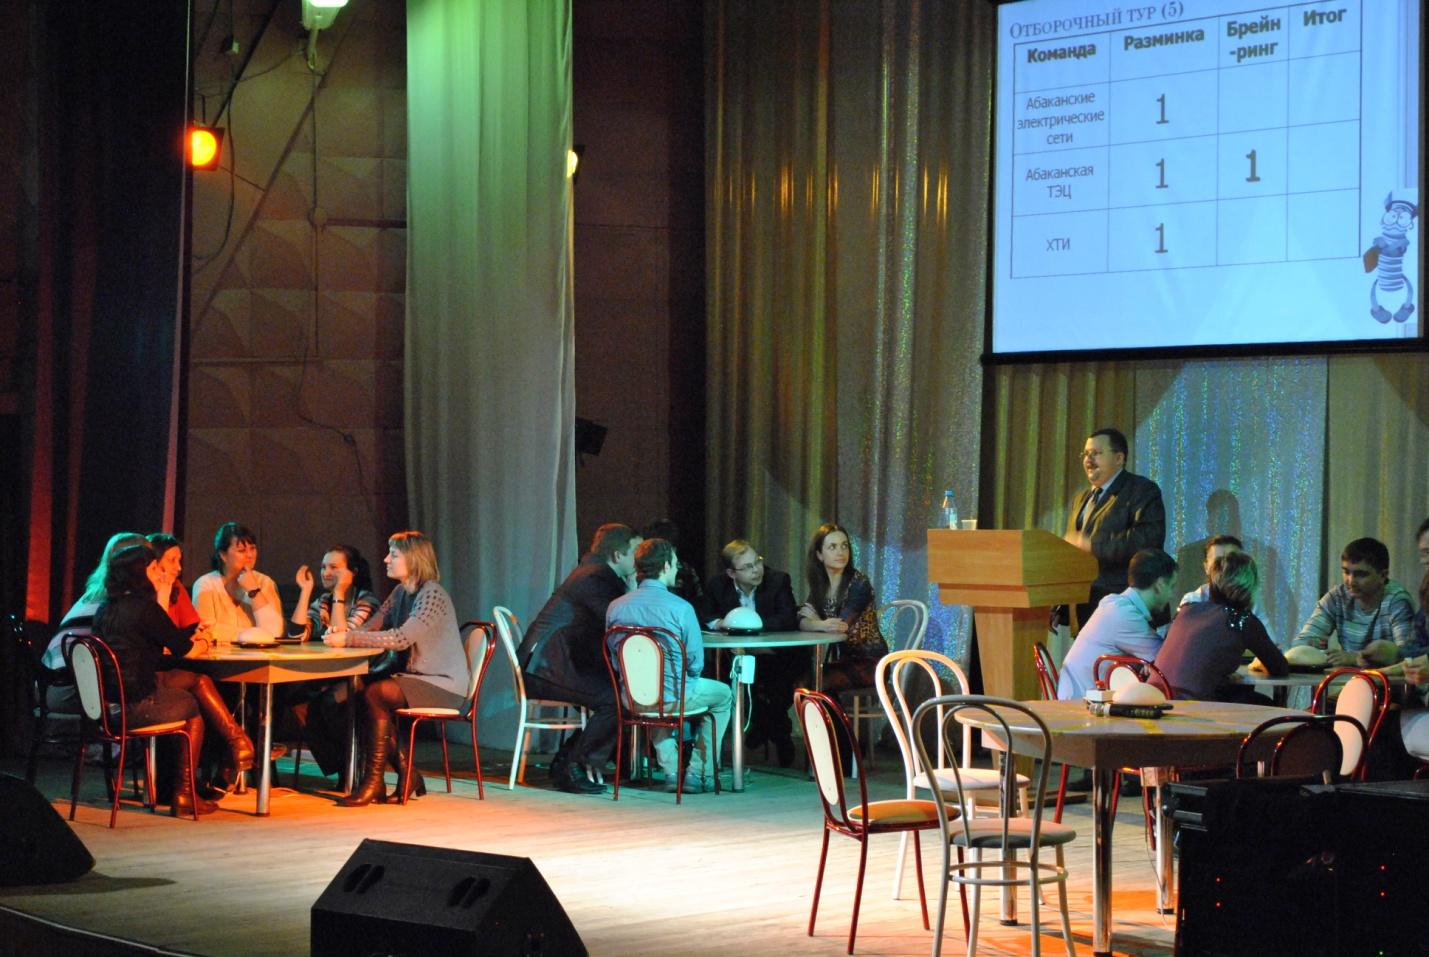 Отборочный тур (5)
Команда Разминка Брейн
-ринг Итог
Абаканские
электрические
сети 1
Абаканская
ТЭЦ 1 1
ХТИ 1